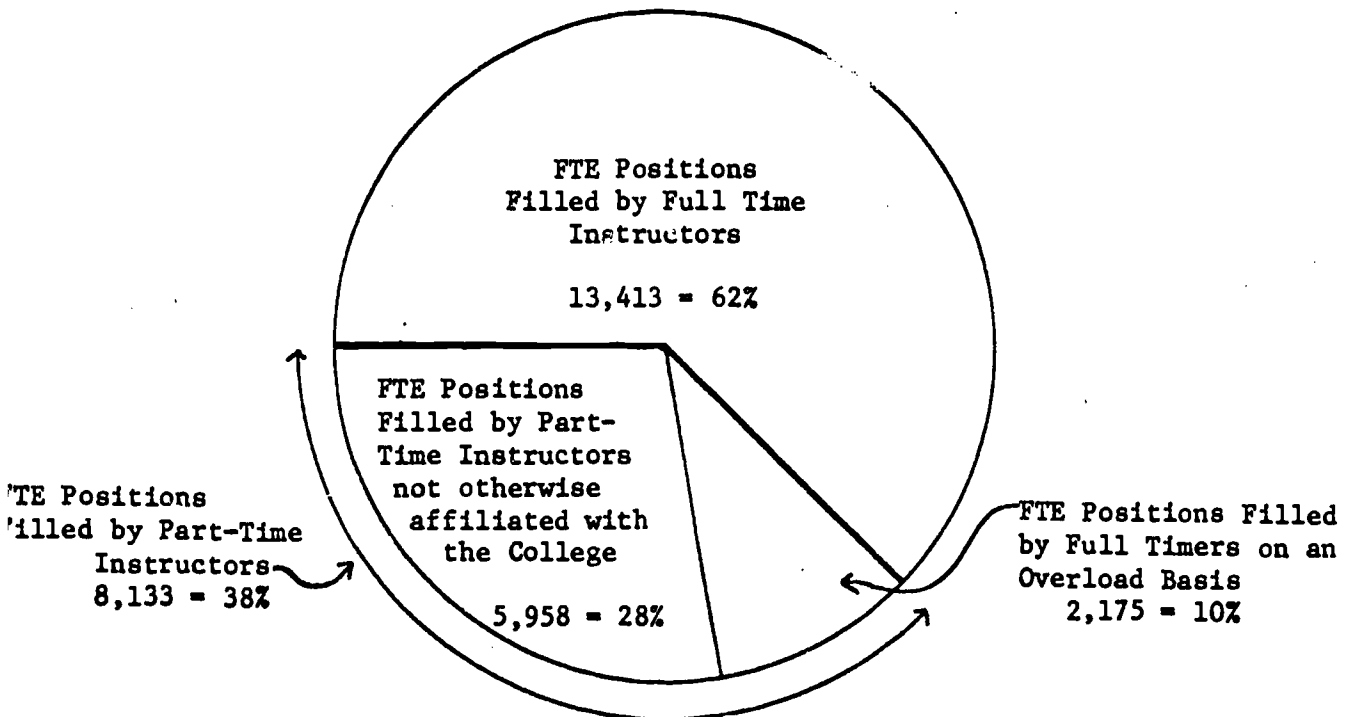 FTE Positions
Filled by Full Time
Instructors
13,413 = 62%
FTE Positions
Filled by Part-
Time Instructors
not otherwise
affiliated with
the College
5,958 = 28%
TE Positions
illed by Part-Time
Instructors
8,133 = 38%
FTE Positions Filled
by Full Timers on an
Overload Basis
2,175 = 10%